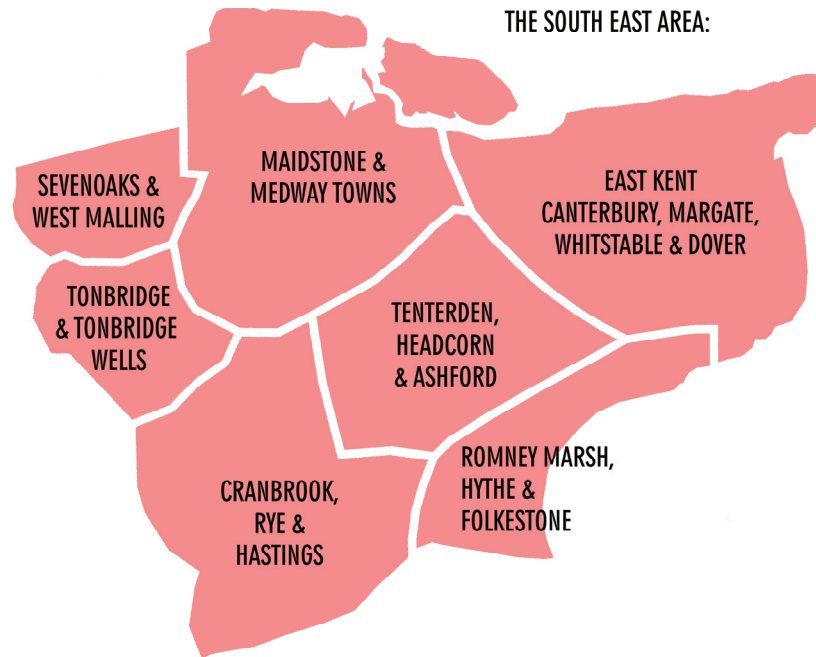 THE SOUTH EAST AREA:
MAIDSTONE &
MEDWAY TOWNS
SEVENOAKS &
WEST MALLING
EAST KENT
CANTERBURY, MARGATE,
WHITSTABLE & DOVER
TONBRIDGE
& TONBRIDGE
WELLS
TENTERDEN,
HEADCORN
& ASHFORD
ROMNEY MARSH,
HYTHE &
FOLKESTONE
CRANBROOK,
RYE &
HASTINGS